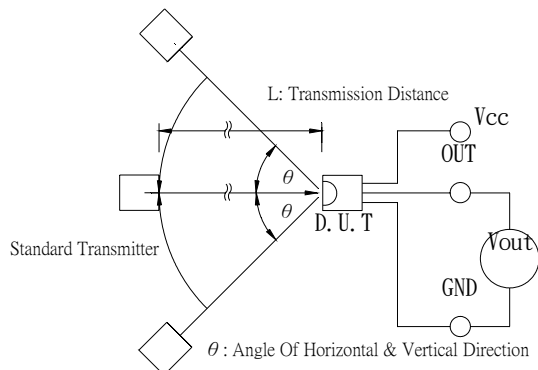 L: Transmission Distance
Vcc
OUT
θ
θ
D.U.T
Standard Transmitter
Vout
GND
θ : Angle Of Horizontal & Vertical Direction